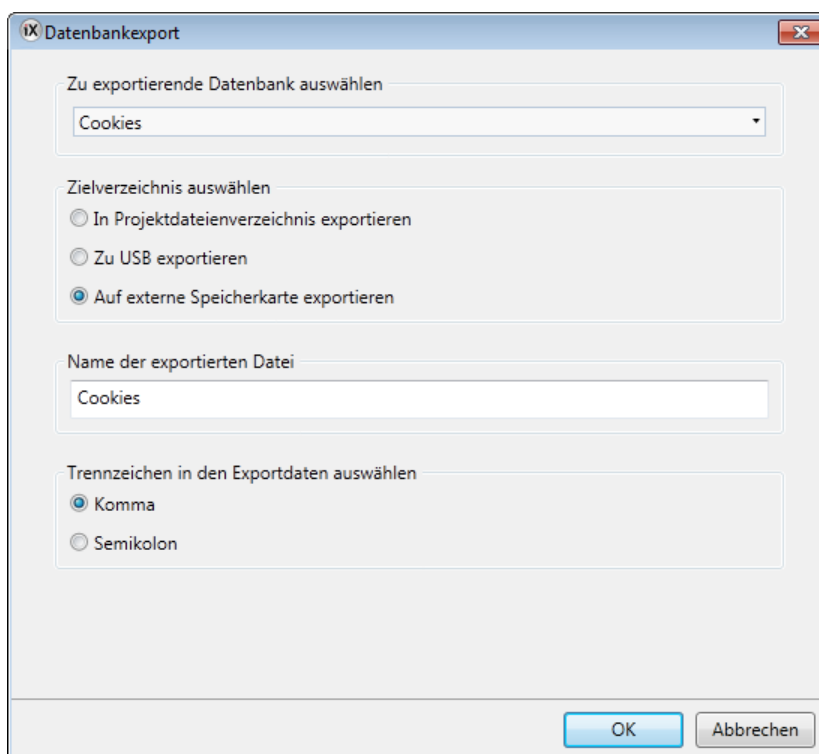 iX Datenbankexport
Zu exportierende Datenbank auswählen
Cookies
Zielverzeichnis auswählen
In Projektdateienverzeichnis exportieren
Zu USB exportieren
Auf externe Speicherkarte exportieren
Name der exportierten Datei
Cookies
Trennzeichen in den Exportdaten auswählen
Komma
Semikolon
OK Abbrechen